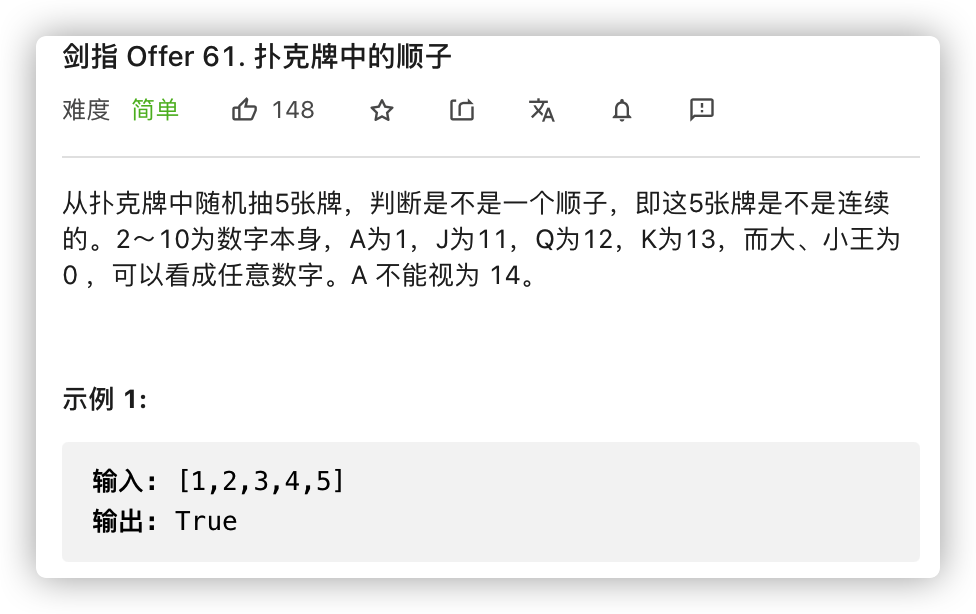 剑指 Offer 61. 扑克牌中的顺子
难度 简单 148
从扑克牌中随机抽5张牌，判断是不是一个顺子，即这5张牌是不是连续
的。2～10为数字本身，A为1，J为11，Q为12，K为13，而大、小王为
0 ，可以看成任意数字。A 不能视为 14。
示例 1:
输入: [1,2,3,4,5]
输出: True